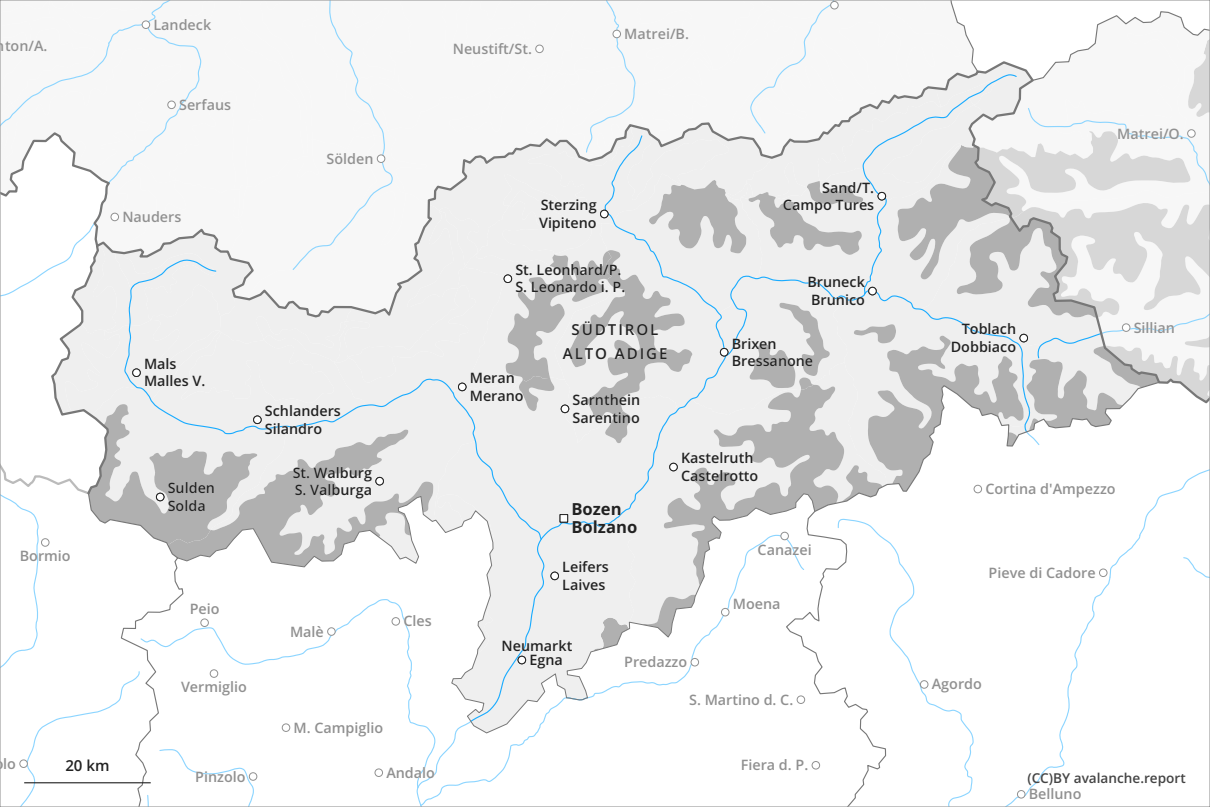 Landeck
Matrei/B.
Neustift/St.
Serfaus
Matrei/O.
Sölden
Sand/T.
Campo Tures
Sterzing
Vipiteno
Nauders
St. Leonhard/P.
S. Leonardo i. P.
Bruneck
Brunico
SÜDTIROL
ALTO ADIGE
Toblach
Dobbiaco
Sillian
Brixen
Bressanone
Mals
Malles V.
Meran
Merano
Sarnthein
Sarentino
Schlanders
Silandro
Kastelruth
Castelrotto
St. Walburg
S. Valburga
Sulden
Solda
Cortina d'Ampezzo
Bozen
Bolzano
Bormio
Canazei
Leifers
Laives
Pieve di Cadore
Peio
Moena
Malè
Cles
Neumarkt
Egna
Predazzo
Vermiglio
Agordo
S. Martino d. C.
M. Campiglio
Fiera d. P.
20 km
Pinzolo
Andalo
(CC)BY avalanche.report
Belluno